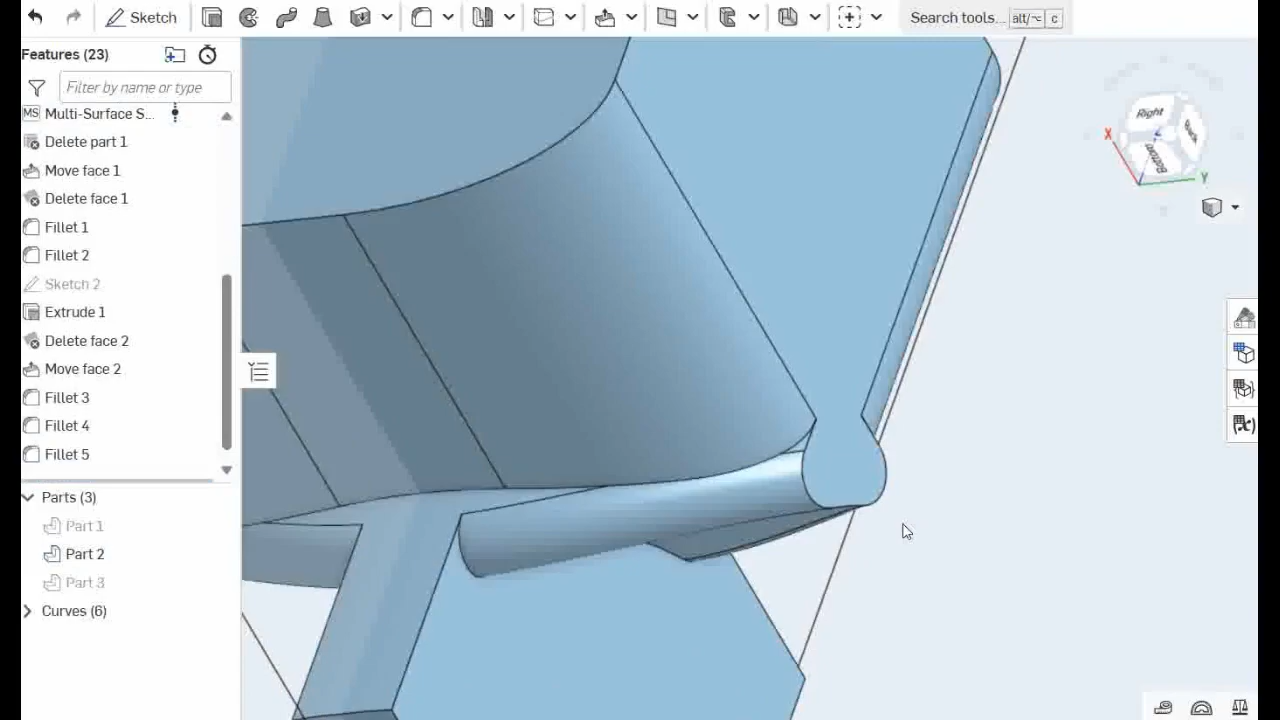 Sketch
Search tools... alt/⌥ c
Features (23)
Filter by name or type
MS Multi-Surface S...
Delete part 1
Move face 1
Delete face 1
Fillet 1
Fillet 2
Sketch 2
Extrude 1
Delete face 2
Move face 2
Fillet 3
Fillet 4
Fillet 5
Parts (3)
Part 1
Part 2
Part 3
Curves (6)
Right
Back
Bottom
X
Y
(x)